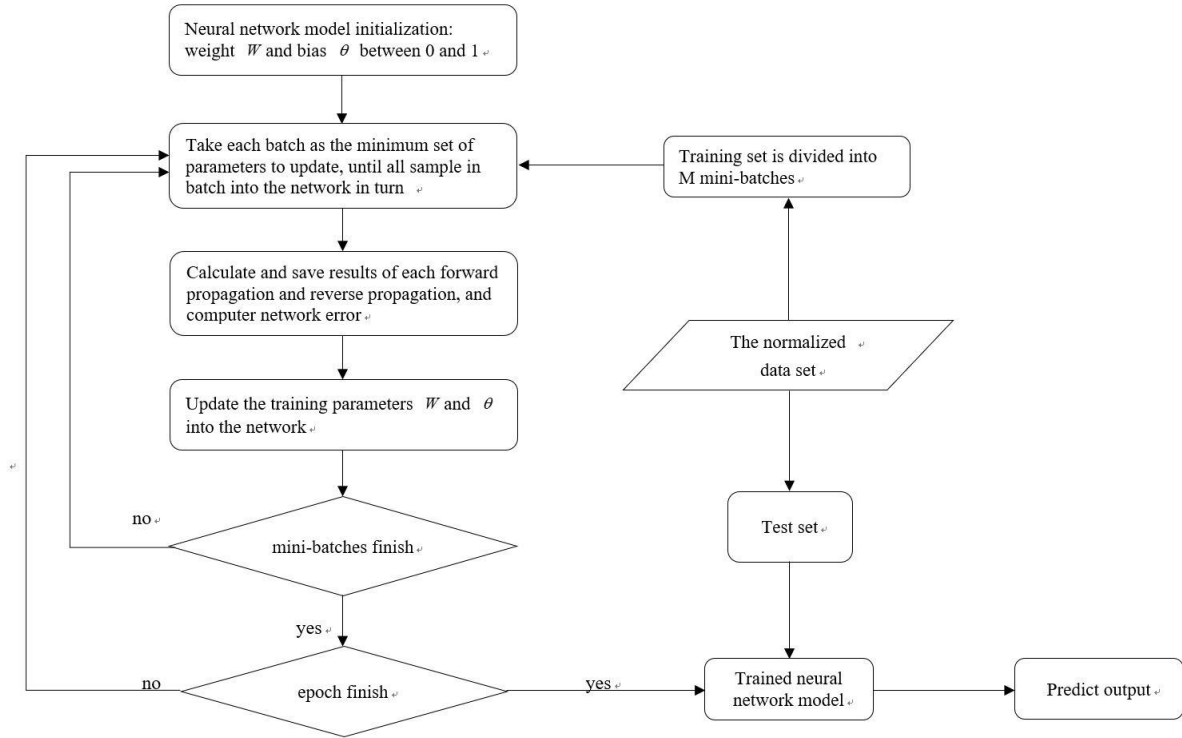 Neural network model initialization:
weight W and bias θ between 0 and 1
Take each batch as the minimum set of
parameters to update, until all sample in
batch into the network in turn
Training set is divided into
M mini-batches
Calculate and save results of each forward
propagation and reverse propagation, and
computer network error
The normalized
data set
Update the training parameters W and θ
into the network
Test set
no
mini-batches finish
yes
no
epoch finish
yes
Trained neural
network model
Predict output